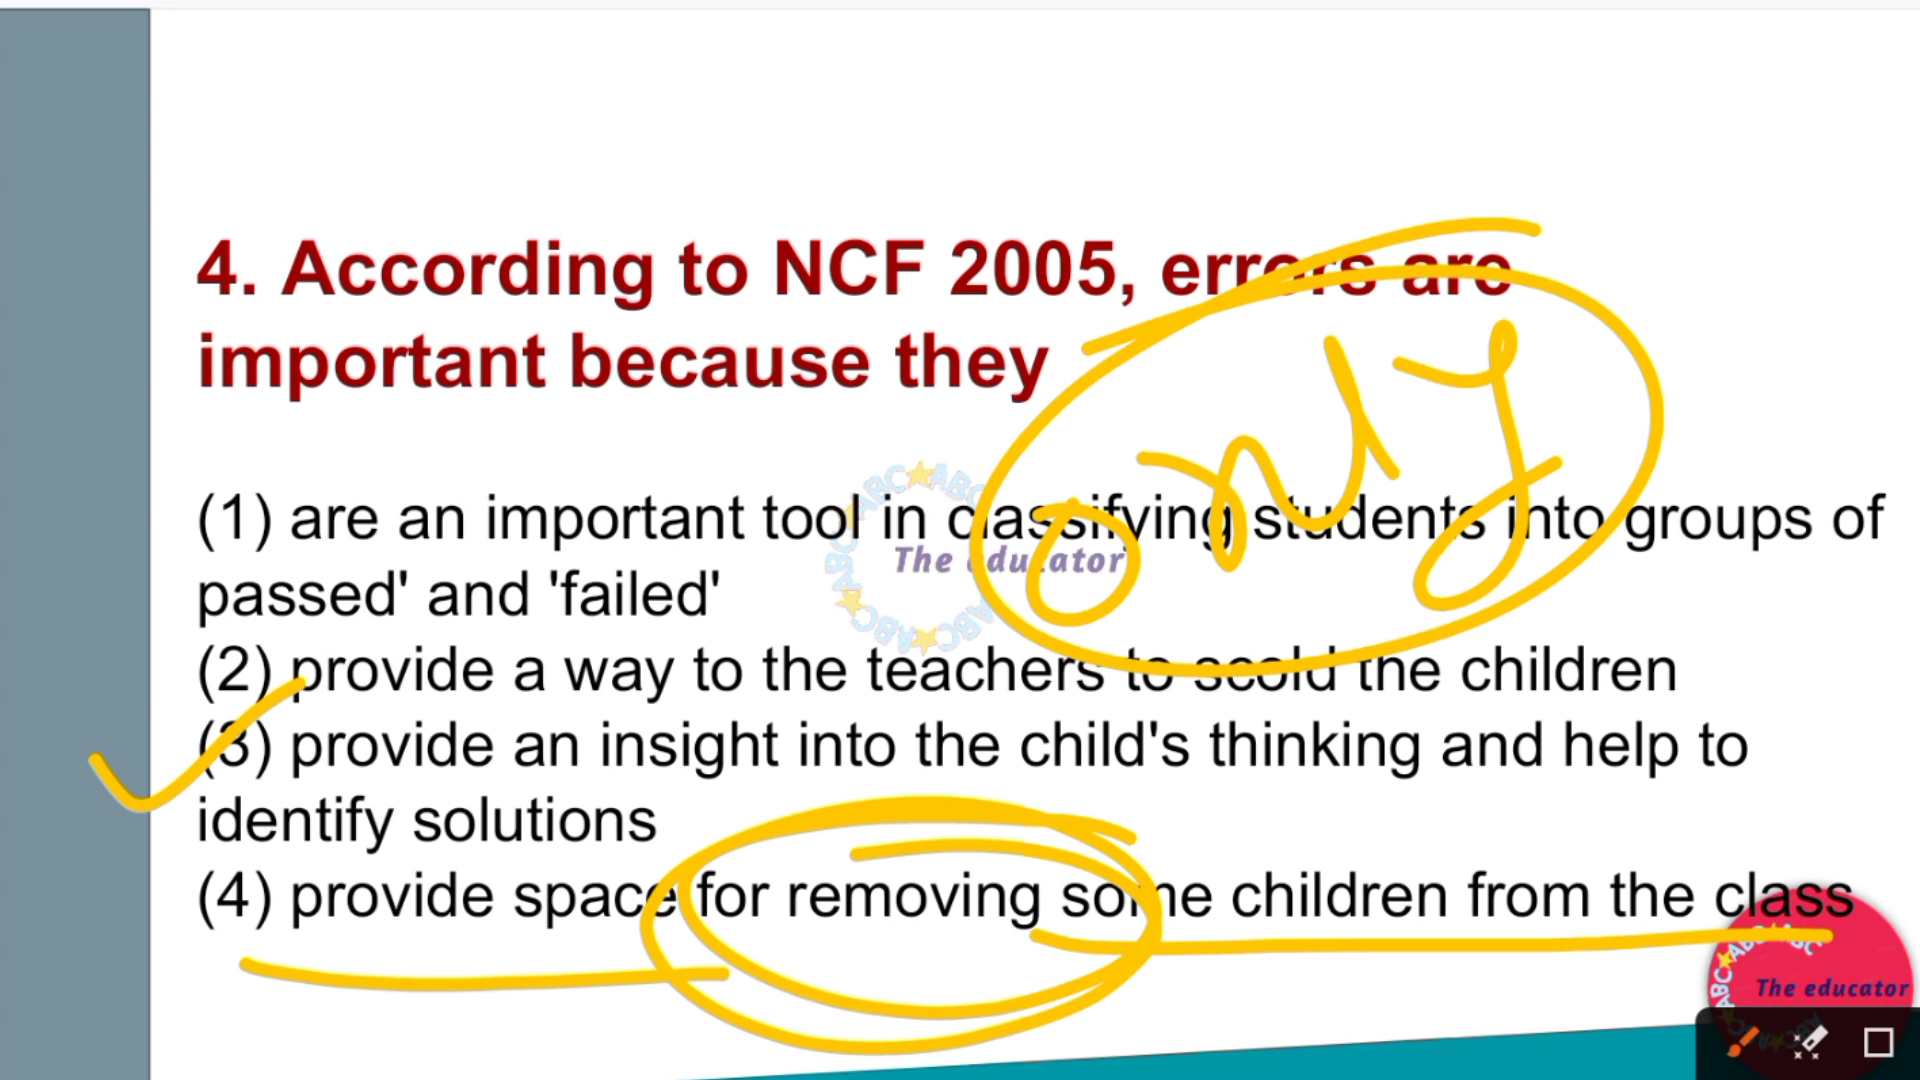 4. According to NCF 2005, errors are
important because they
only
(1) are an important tool in classifying students into groups of
passed' and 'failed'
The educator
(2) provide a way to the teachers to scold the children
(3) provide an insight into the child's thinking and help to
identify solutions
(4) provide space for removing some children from the class
The educator